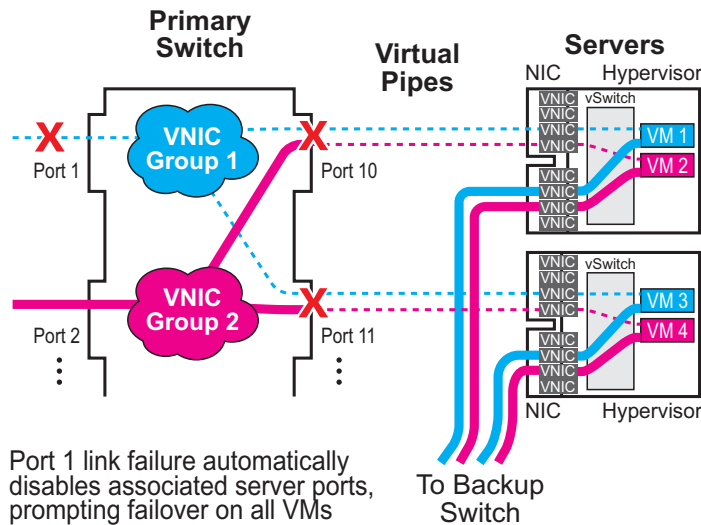 Primary
Switch
Virtual
Pipes
Servers
NIC Hypervisor
VNIC
Group 1
Port 1
Port 10
VNIC
VNIC
VNIC
VNIC
vSwitch
VM 1
VM 2
VNIC
VNIC
VNIC
VNIC
VNIC
Group 2
Port 2
Port 11
VNIC
VNIC
VNIC
VNIC
vSwitch
VM 3
VM 4
VNIC
VNIC
VNIC
VNIC
NIC Hypervisor
Port 1 link failure automatically
disables associated server ports,
prompting failover on all VMs
To Backup
Switch